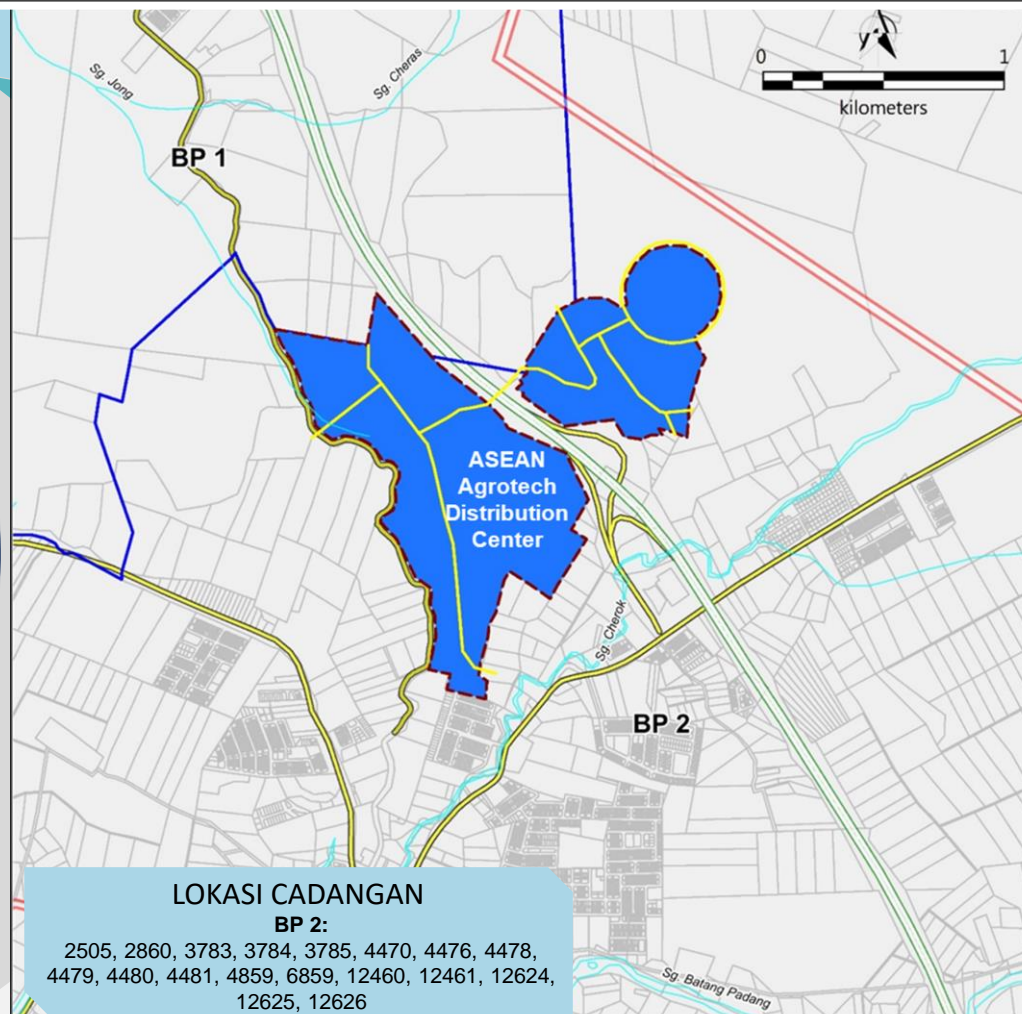 0 1
kilometers
Sg. Jong
Sg. Cheras
BP 1
ASEAN
Agrotech
Distribution
Center
Sg. Cherok
BP 2
Sg. Batang Padang
LOKASI CADANGAN
BP 2:
2505, 2860, 3783, 3784, 3785, 4470, 4476, 4478,
4479, 4480, 4481, 4859, 6859, 12460, 12461, 12624,
12625, 12626